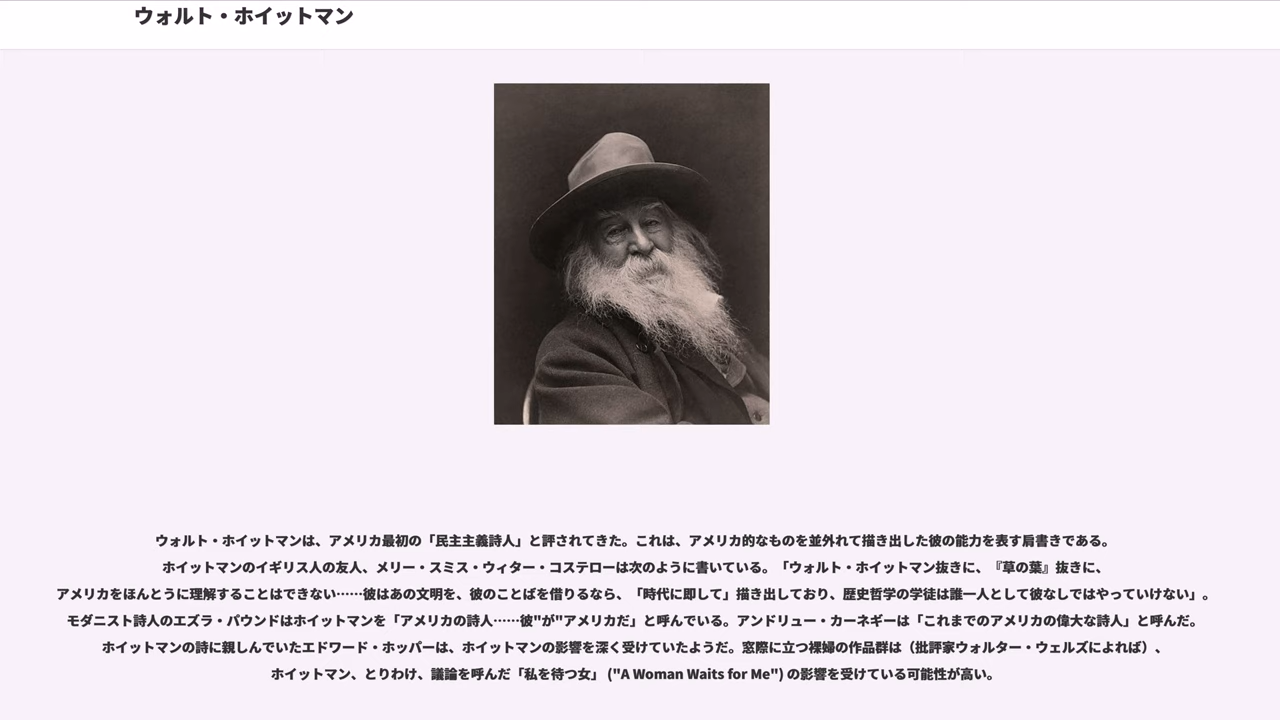 ウォルト・ホイットマン
ウォルト・ホイットマンは、アメリカ最初の「民主主義詩人」と評されてきた。これは、アメリカ的なものを並外れて描き出した彼の能力を表す肩書きである。
ホイットマンのイギリス人の友人、メリー・スミス・ウィター・コステローは次のように書いている。「ウォルト・ホイットマン抜きに、『草の葉』抜きに、
アメリカをほんとうに理解することはできない……彼はあの文明を、彼のことばを借りるなら、「時代に即して」描き出しており、歴史哲学の学徒は誰一人として彼なしではやっていけない」。
モダニスト詩人のエズラ・パウンドはホイットマンを「アメリカの詩人……彼"が"アメリカだ」と呼んでいる。アンドリュー・カーネギーは「これまでのアメリカの偉大な詩人」と呼んだ。
ホイットマンの詩に親しんでいたエドワード・ホッパーは、ホイットマンの影響を深く受けていたようだ。窓際に立つ裸婦の作品群は（批評家ウォルター・ウェルズによれば）、
ホイットマン、とりわけ、議論を呼んだ「私を待つ女」 ("A Woman Waits for Me") の影響を受けている可能性が高い。